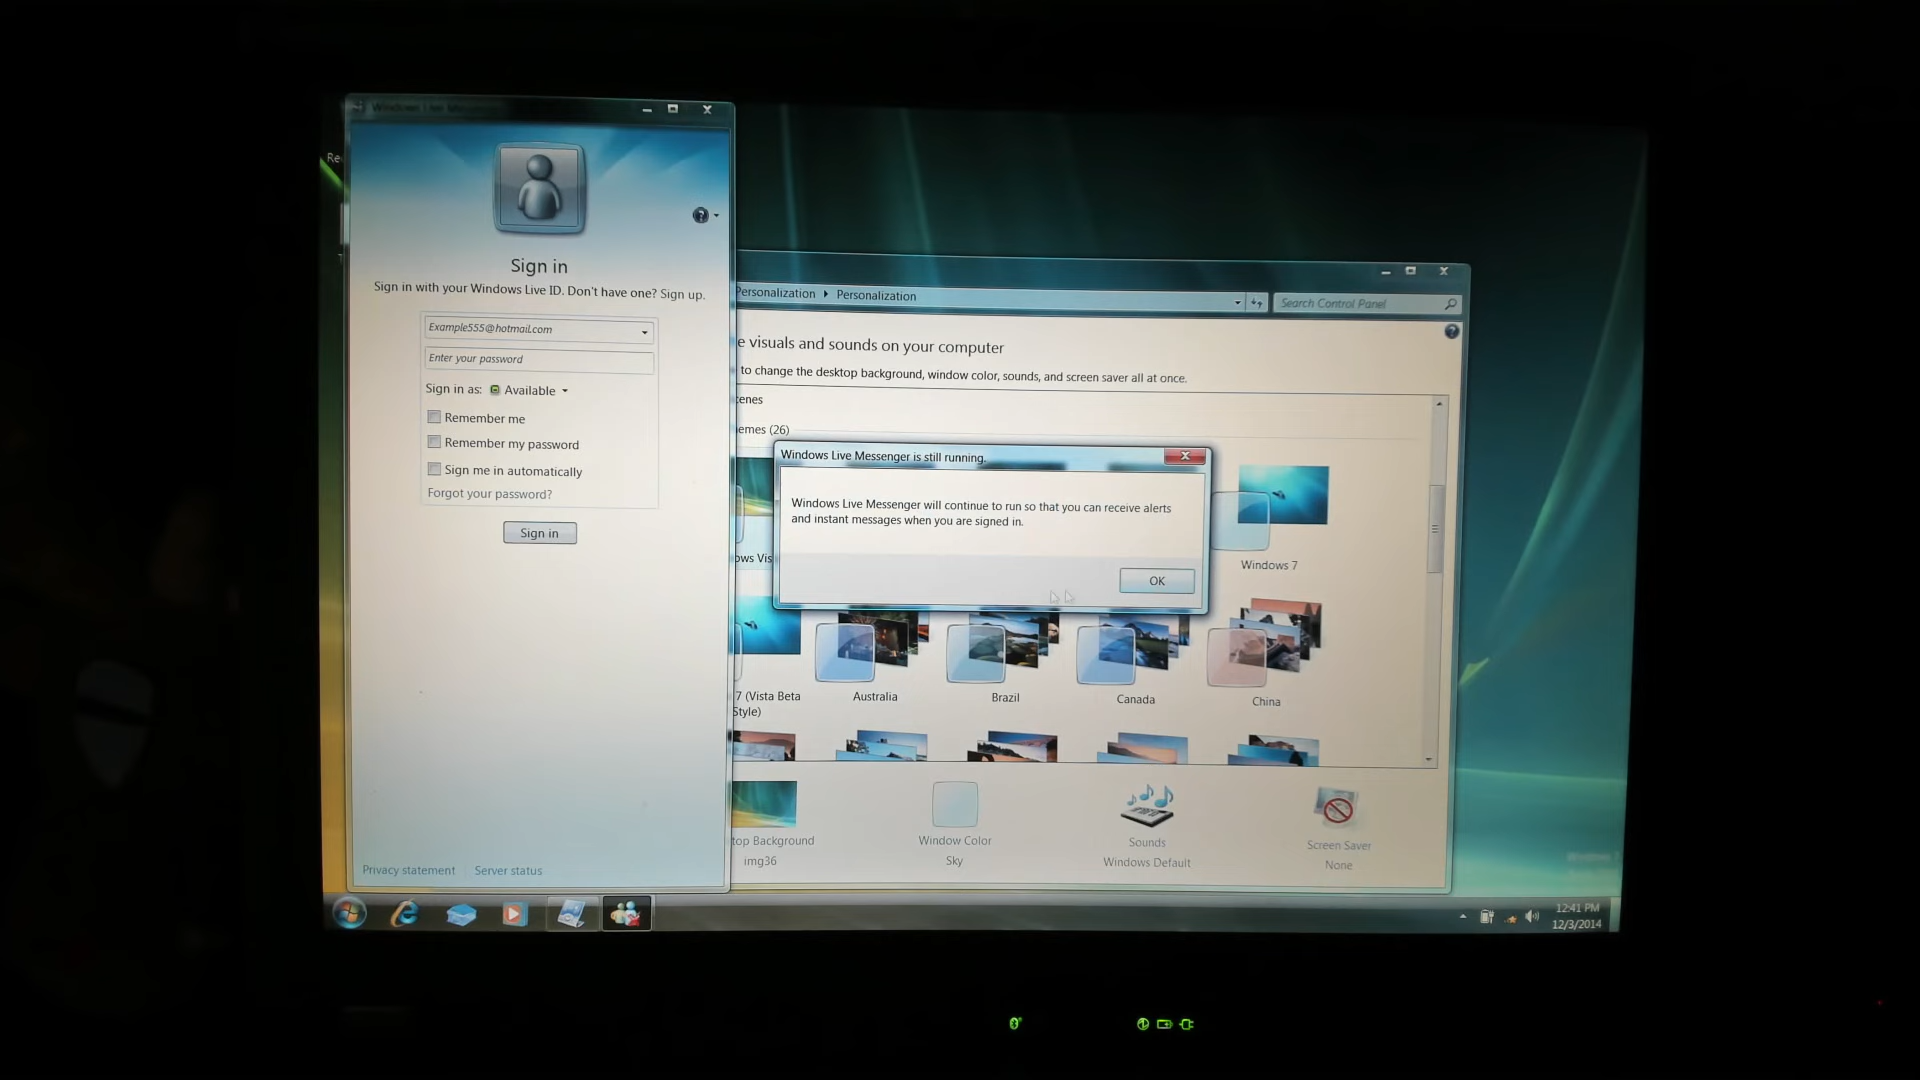 Windows Live Messenger
Sign in
Sign in with your Windows Live ID. Don't have one? Sign up.
Example555@hotmail.com
Enter your password
Sign in as: Available
Remember me
Remember my password
Sign me in automatically
Forgot your password?
Sign in
Privacy statement
Server status
Personalization
Personalization
Search Control Panel
e visuals and sounds on your computer
to change the desktop background, window color, sounds, and screen saver all at once.
emes (26)
Windows Live Messenger is still running.
Windows Live Messenger will continue to run so that you can receive alerts
and instant messages when you are signed in.
OK
ows Vis
Windows 7
7 (Vista Beta
Style)
Australia
Brazil
Canada
China
top Background
img36
Window Color
Sky
Sounds
Windows Default
Screen Saver
None
12:41 PM
12/3/2014